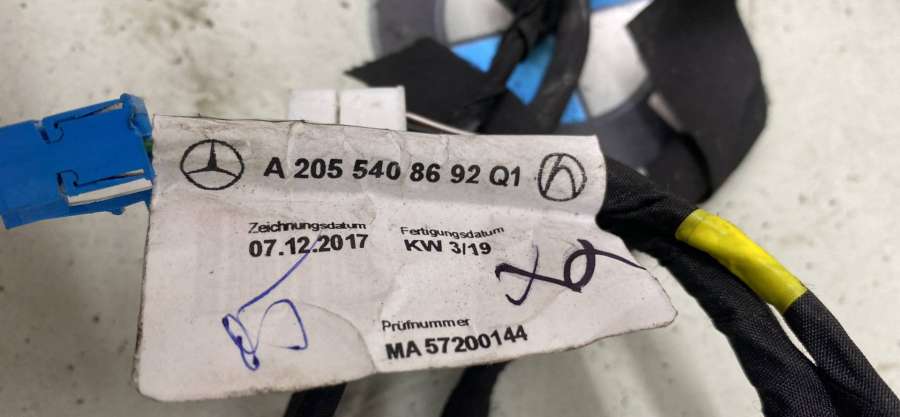 A 205 540 86 92 Q1
Zeichnungsdatum
07.12.2017
Fertigungsdatum
KW 3/19
Prüfnummer
MA 57200144